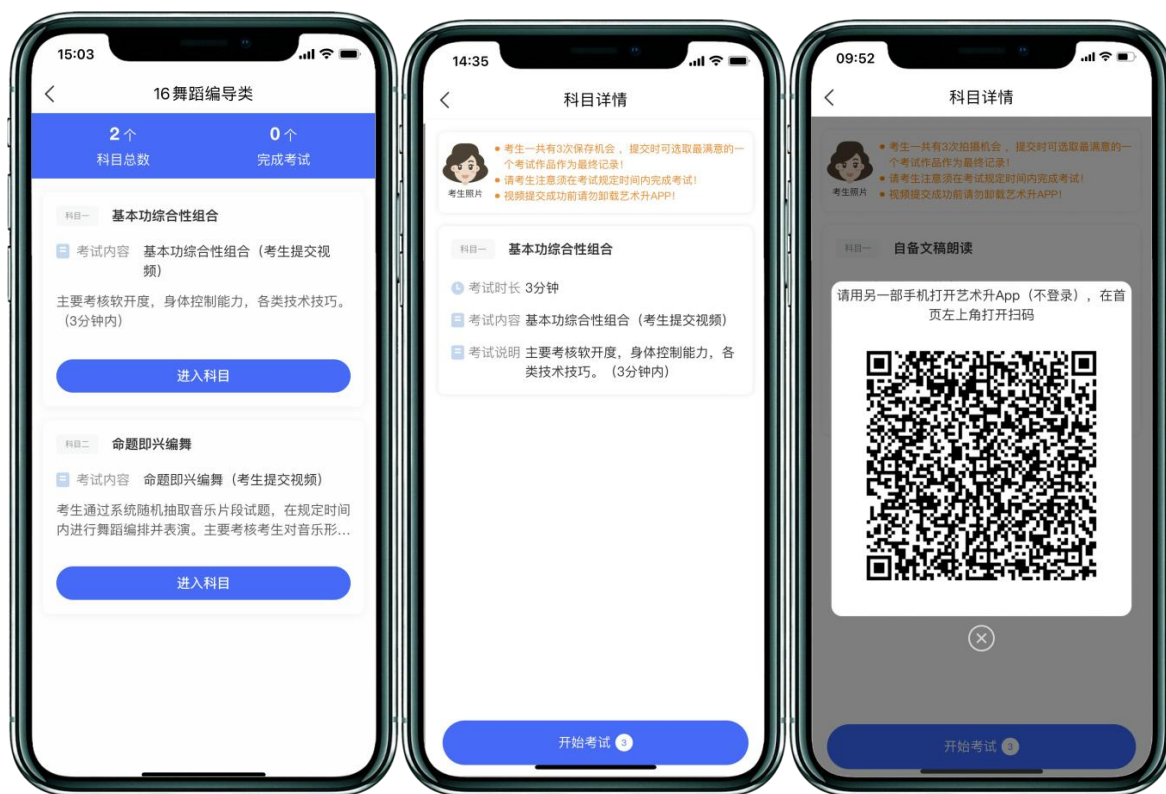 15:03
16舞蹈编导类
2个
0个
科目总数
完成考试
科目一
基本功综合性组合
考试内容
基本功综合性组合（考生提交视
频）
主要考核软开度，身体控制能力，各类技术技巧。
（3分钟内）
进入科目
科目二
命题即兴编舞
考试内容
命题即兴编舞（考生提交视频）
考生通过系统随机抽取音乐片段试题，在规定时间
内进行舞蹈编排并表演。主要考核考生对音乐形...
进入科目
14:35
科目详情
考生一共有3次保存机会，提交时可选取最满意的一
个考试作品作为最终记录！
请考生注意须在考试规定时间内完成考试！
视频提交成功前请勿卸载艺术升APP！
考生照片
科目一
基本功综合性组合
考试时长 3分钟
考试内容 基本功综合性组合（考生提交视频）
考试说明 主要考核软开度，身体控制能力，各
类技术技巧。（3分钟内）
开始考试 3
09:52
科目详情
考生一共有3次拍摄机会，提交时可选取最满意的一
个考试作品作为最终记录！
请考生注意须在考试规定时间内完成考试！
视频提交成功前请勿卸载艺术升APP！
考生照片
科目一
自备文稿朗读
请用另一部手机打开艺术升App（不登录），在首
页左上角打开扫码
开始考试 3